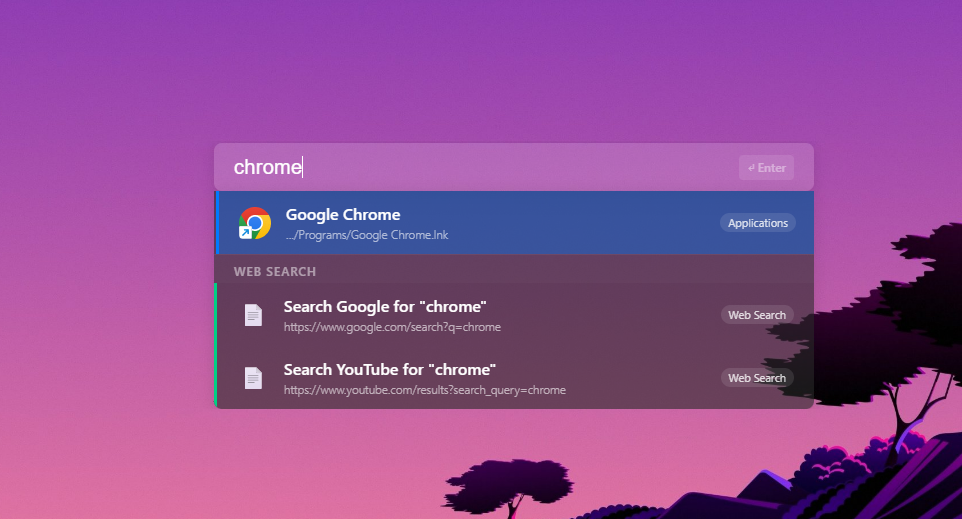 chrome
↵ Enter
Google Chrome
.../Programs/Google Chrome.lnk
Applications
WEB SEARCH
Search Google for "chrome"
https://www.google.com/search?q=chrome
Web Search
Search YouTube for "chrome"
https://www.youtube.com/results?search_query=chrome
Web Search